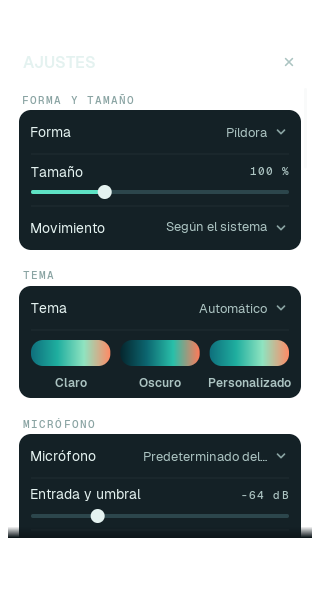 AJUSTES ✕
FORMA Y TAMAÑO
Forma Píldora
Tamaño 100 %
Movimiento Según el sistema
TEMA
Tema Automático
Claro Oscuro Personalizado
MICRÓFONO
Micrófono Predeterminado del…
Entrada y umbral -64 dB